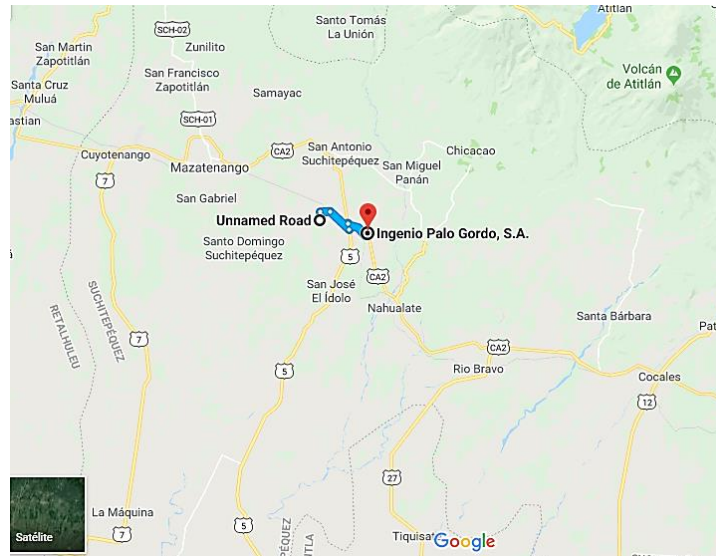 Santo Tomás
La Unión
Atitlán
SCH-02
Zunilito
San Martin
Zapotitlán
San Francisco
Zapotitlán
Volcán
de Atitlán
Santa Cruz
Muluá
Samayac
SCH-01
San Antonio
Suchitepéquez
Chicacao
CA2
Cuyotenango
Mazatenango
San Miguel
Panán
7
San Gabriel
Unnamed Road
Ingenio Palo Gordo, S.A.
Santo Domingo
Suchitepéquez
5
CA2
San José
El Ídolo
Nahualate
SUCHITEPÉQUEZ
RETALHULEU
Santa Bárbara
7
CA2
Rio Bravo
5
Cocales
12
27
La Máquina
7
5
Satélite
Google